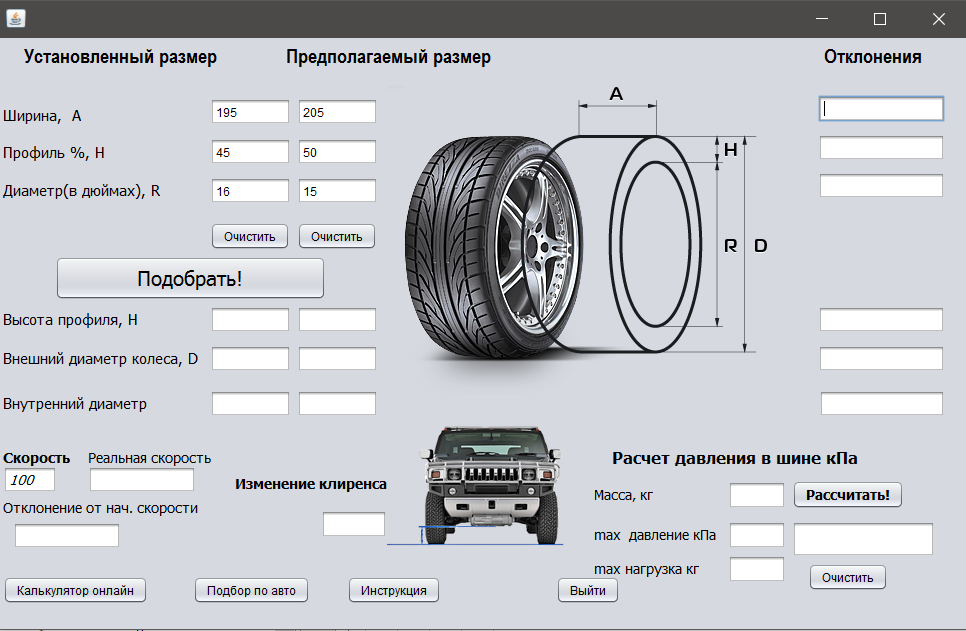 Установленный размер Предполагаемый размер Отклонения
Ширина, A 195 205
Профиль %, H 45 50
Диаметр(в дюймах), R 16 15
A
H
R D
Очистить Очистить
Подобрать!
Высота профиля, H
Внешний диаметр колеса, D
Внутренний диаметр
Скорость Реальная скорость
100
Отклонение от нач. скорости
Изменение клиренса
Расчет давления в шине кПа
Масса, кг Рассчитать!
max давление кПа
max нагрузка кг Очистить
Калькулятор онлайн Подбор по авто Инструкция Выйти